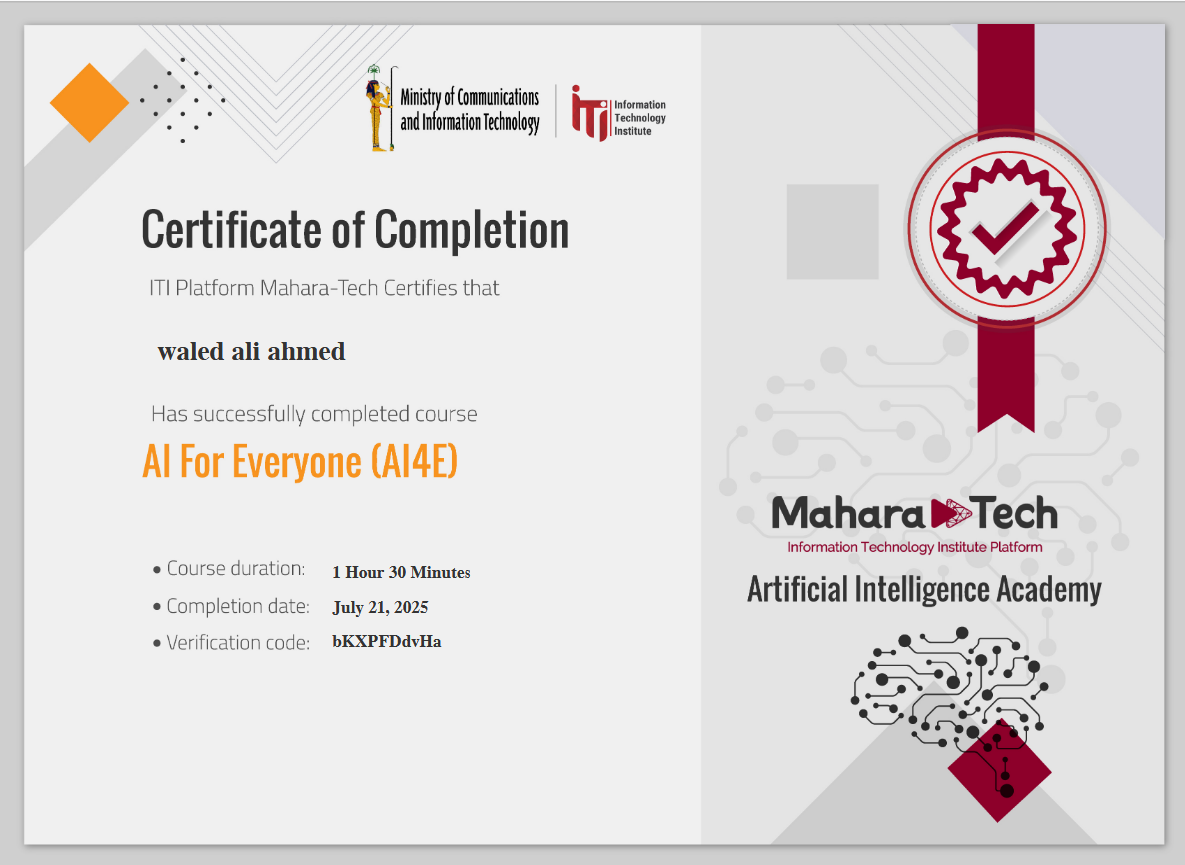 Ministry of Communications
and Information Technology
iTi
Information
Technology
Institute
Certificate of Completion
ITI Platform Mahara-Tech Certifies that
waled ali ahmed
Has successfully completed course
AI For Everyone (AI4E)
• Course duration: 1 Hour 30 Minutes
• Completion date: July 21, 2025
• Verification code: bKXPFDdvHa
Mahara Tech
Information Technology Institute Platform
Artificial Intelligence Academy